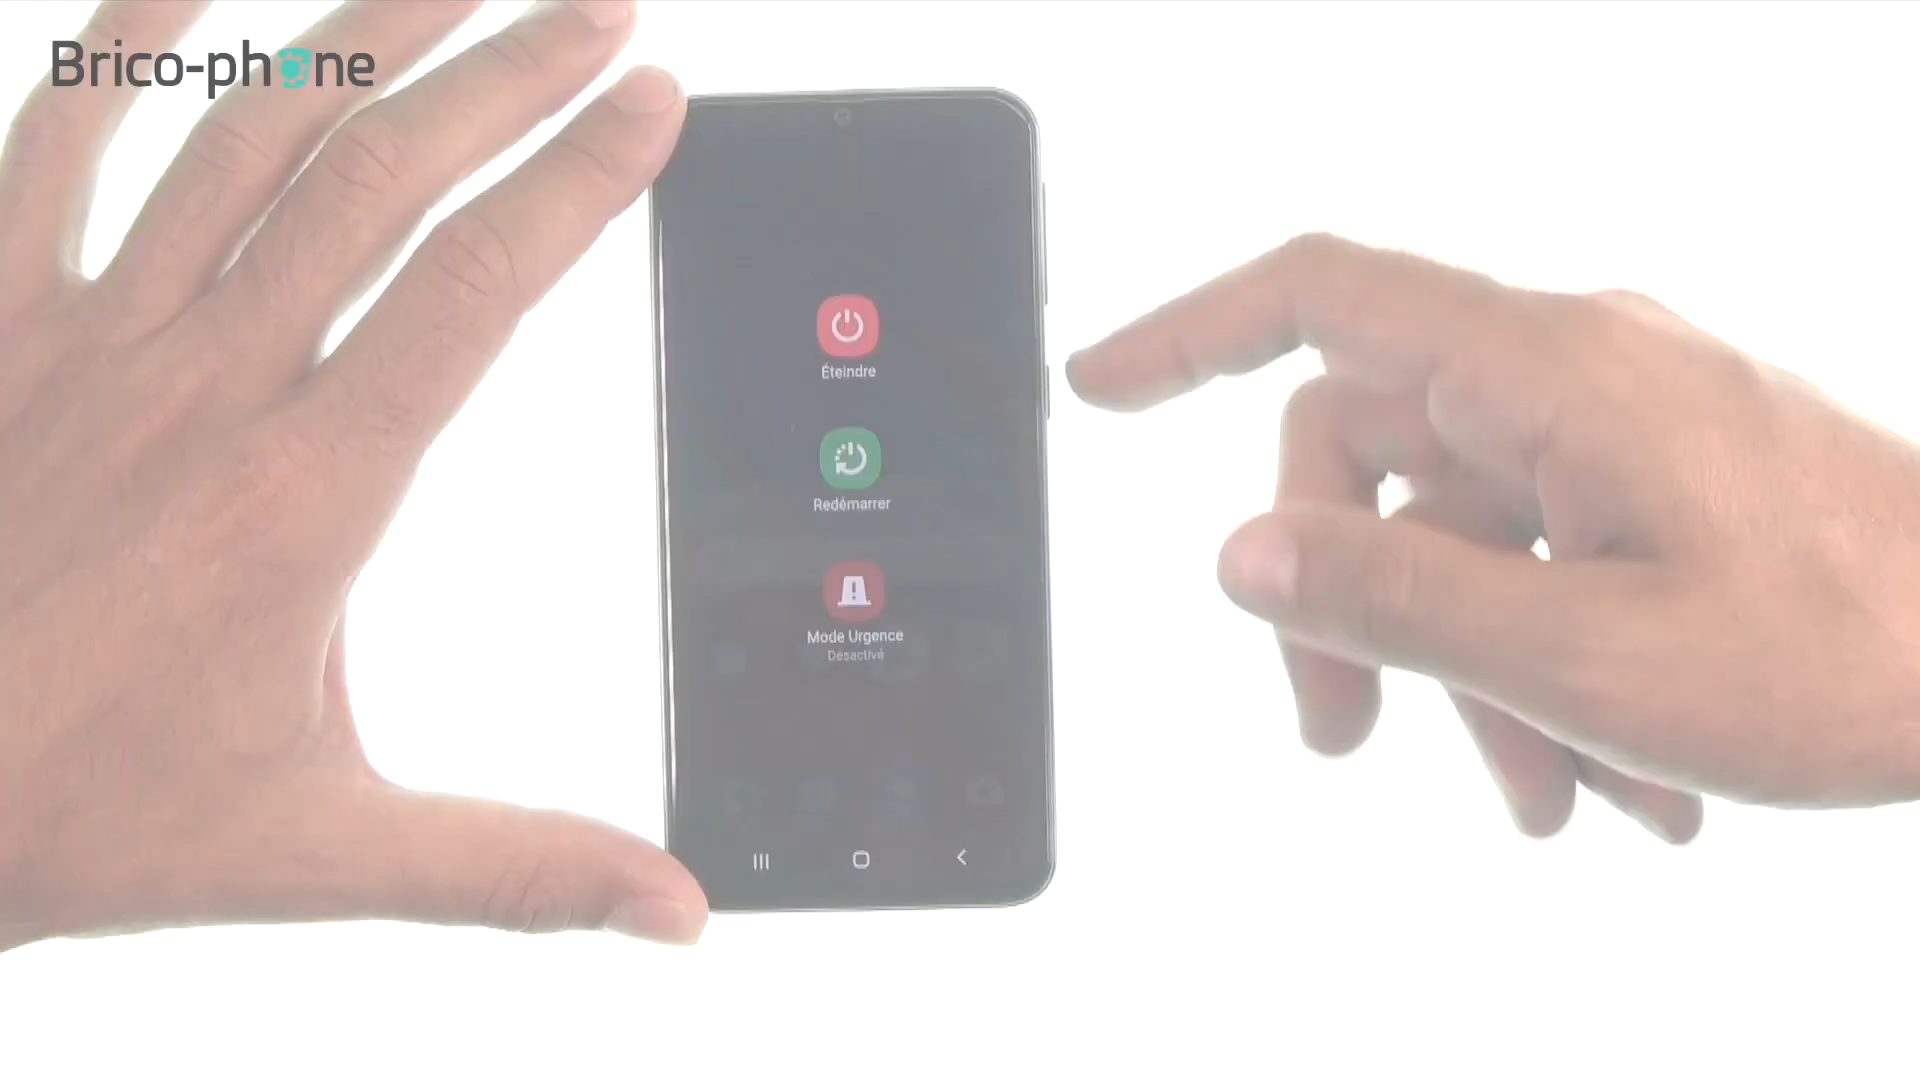 Brico-phone
Éteindre
Redémarrer
Mode Urgence
Désactivé